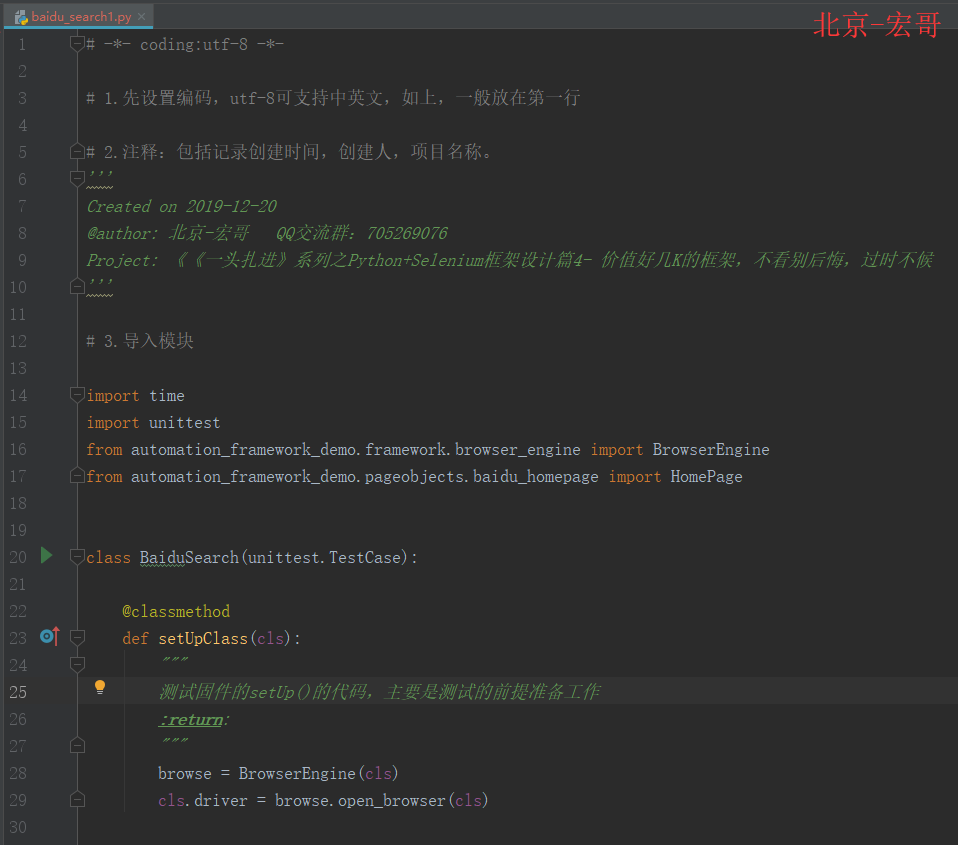 baidu_search1.py
北京-宏哥
1 # -*- coding:utf-8 -*-
2
3 # 1.先设置编码，utf-8可支持中英文，如上，一般放在第一行
4
5 # 2.注释：包括记录创建时间，创建人，项目名称。
6 '''
7 Created on 2019-12-20
8 @author: 北京-宏哥   QQ交流群：705269076
9 Project: 《《一头扎进》系列之Python+Selenium框架设计篇4- 价值好几K的框架，不看别后悔，过时不候
10 '''
11
12 # 3.导入模块
13
14 import time
15 import unittest
16 from automation_framework_demo.framework.browser_engine import BrowserEngine
17 from automation_framework_demo.pageobjects.baidu_homepage import HomePage
18
19
20 class BaiduSearch(unittest.TestCase):
21
22     @classmethod
23     def setUpClass(cls):
24         """
25         测试固件的setUp()的代码，主要是测试的前提准备工作
26         :return:
27         """
28         browse = BrowserEngine(cls)
29         cls.driver = browse.open_browser(cls)
30